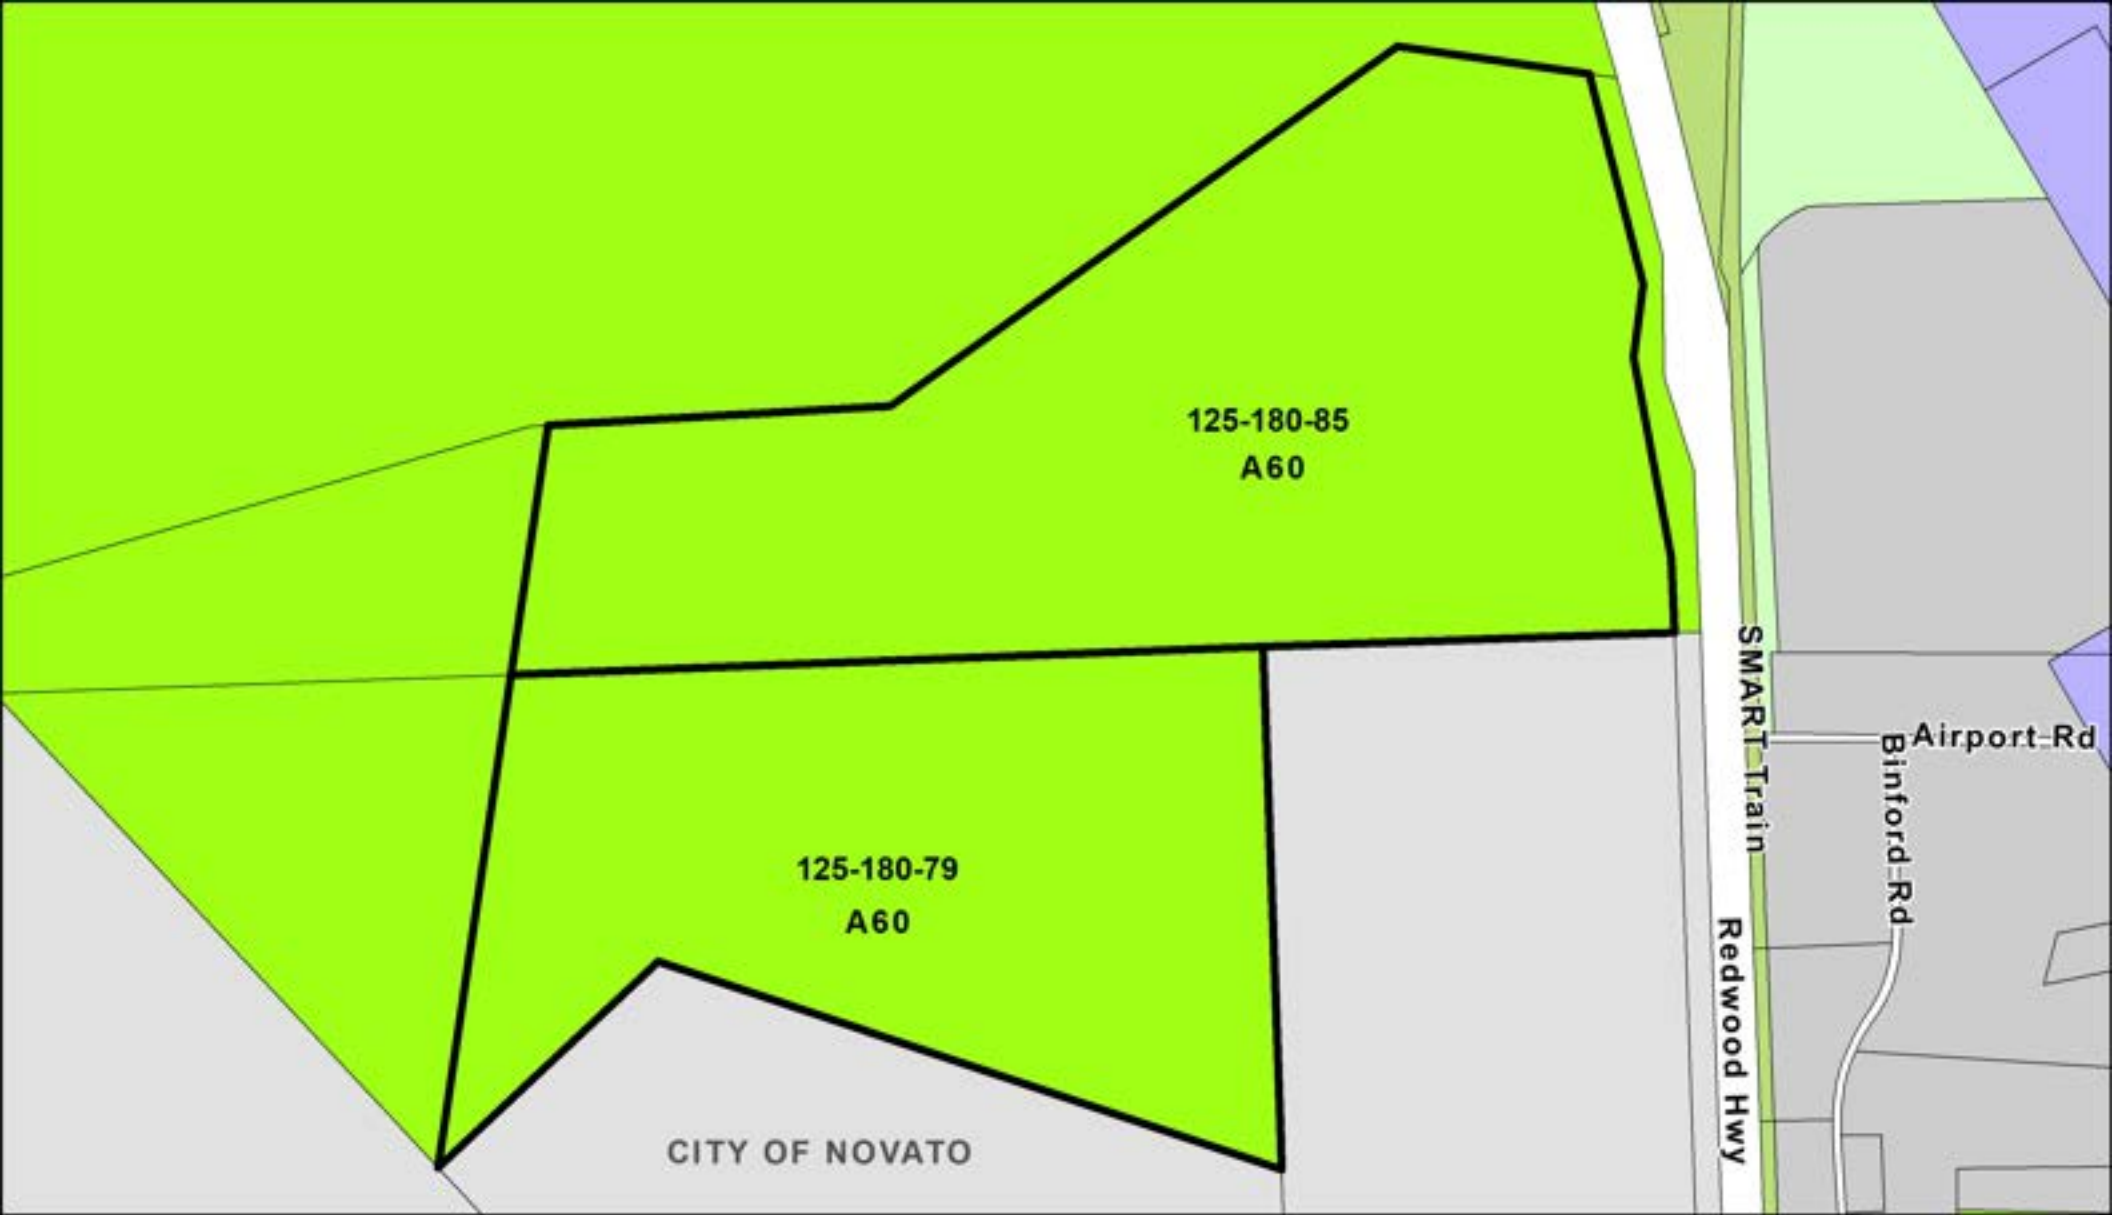 125-180-85
A60
SMART Train
Airport Rd
Binford Rd
125-180-79
A60
Redwood Hwy
CITY OF NOVATO